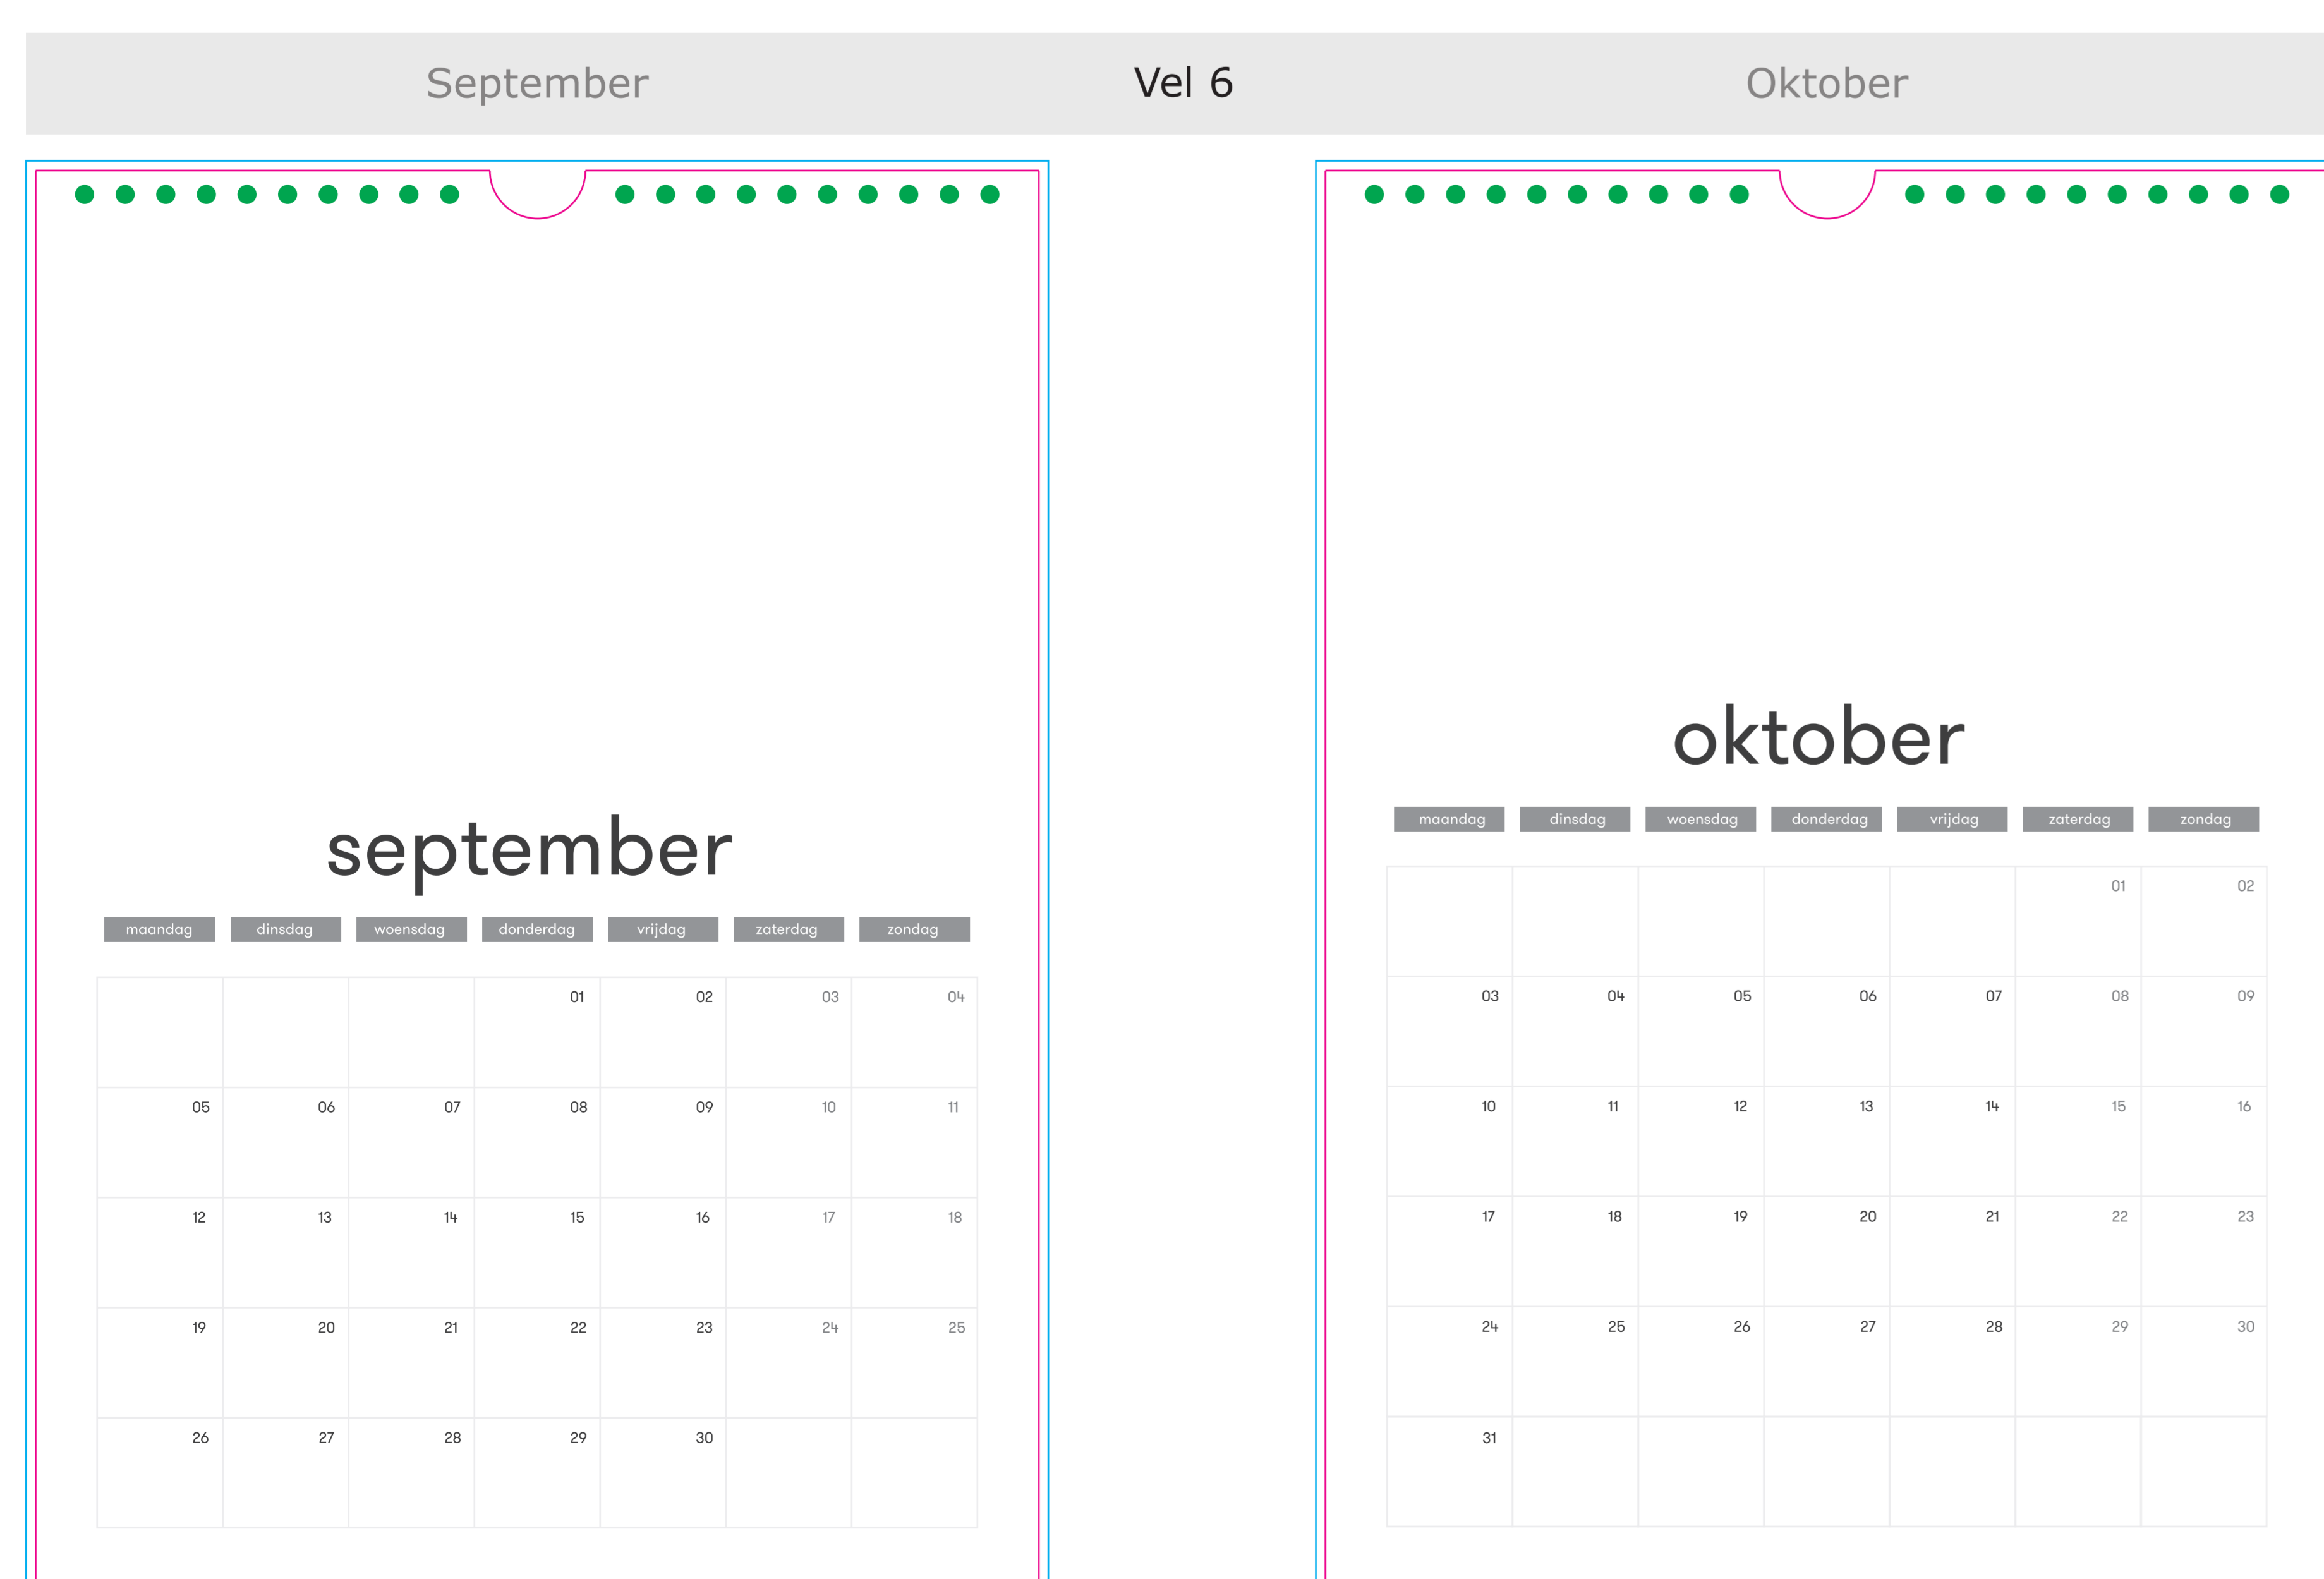 September Vel 6 Oktober
september
maandag dinsdag woensdag donderdag vrijdag zaterdag zondag
01 02 03 04
05 06 07 08 09 10 11
12 13 14 15 16 17 18
19 20 21 22 23 24 25
26 27 28 29 30
oktober
maandag dinsdag woensdag donderdag vrijdag zaterdag zondag
01 02
03 04 05 06 07 08 09
10 11 12 13 14 15 16
17 18 19 20 21 22 23
24 25 26 27 28 29 30
31